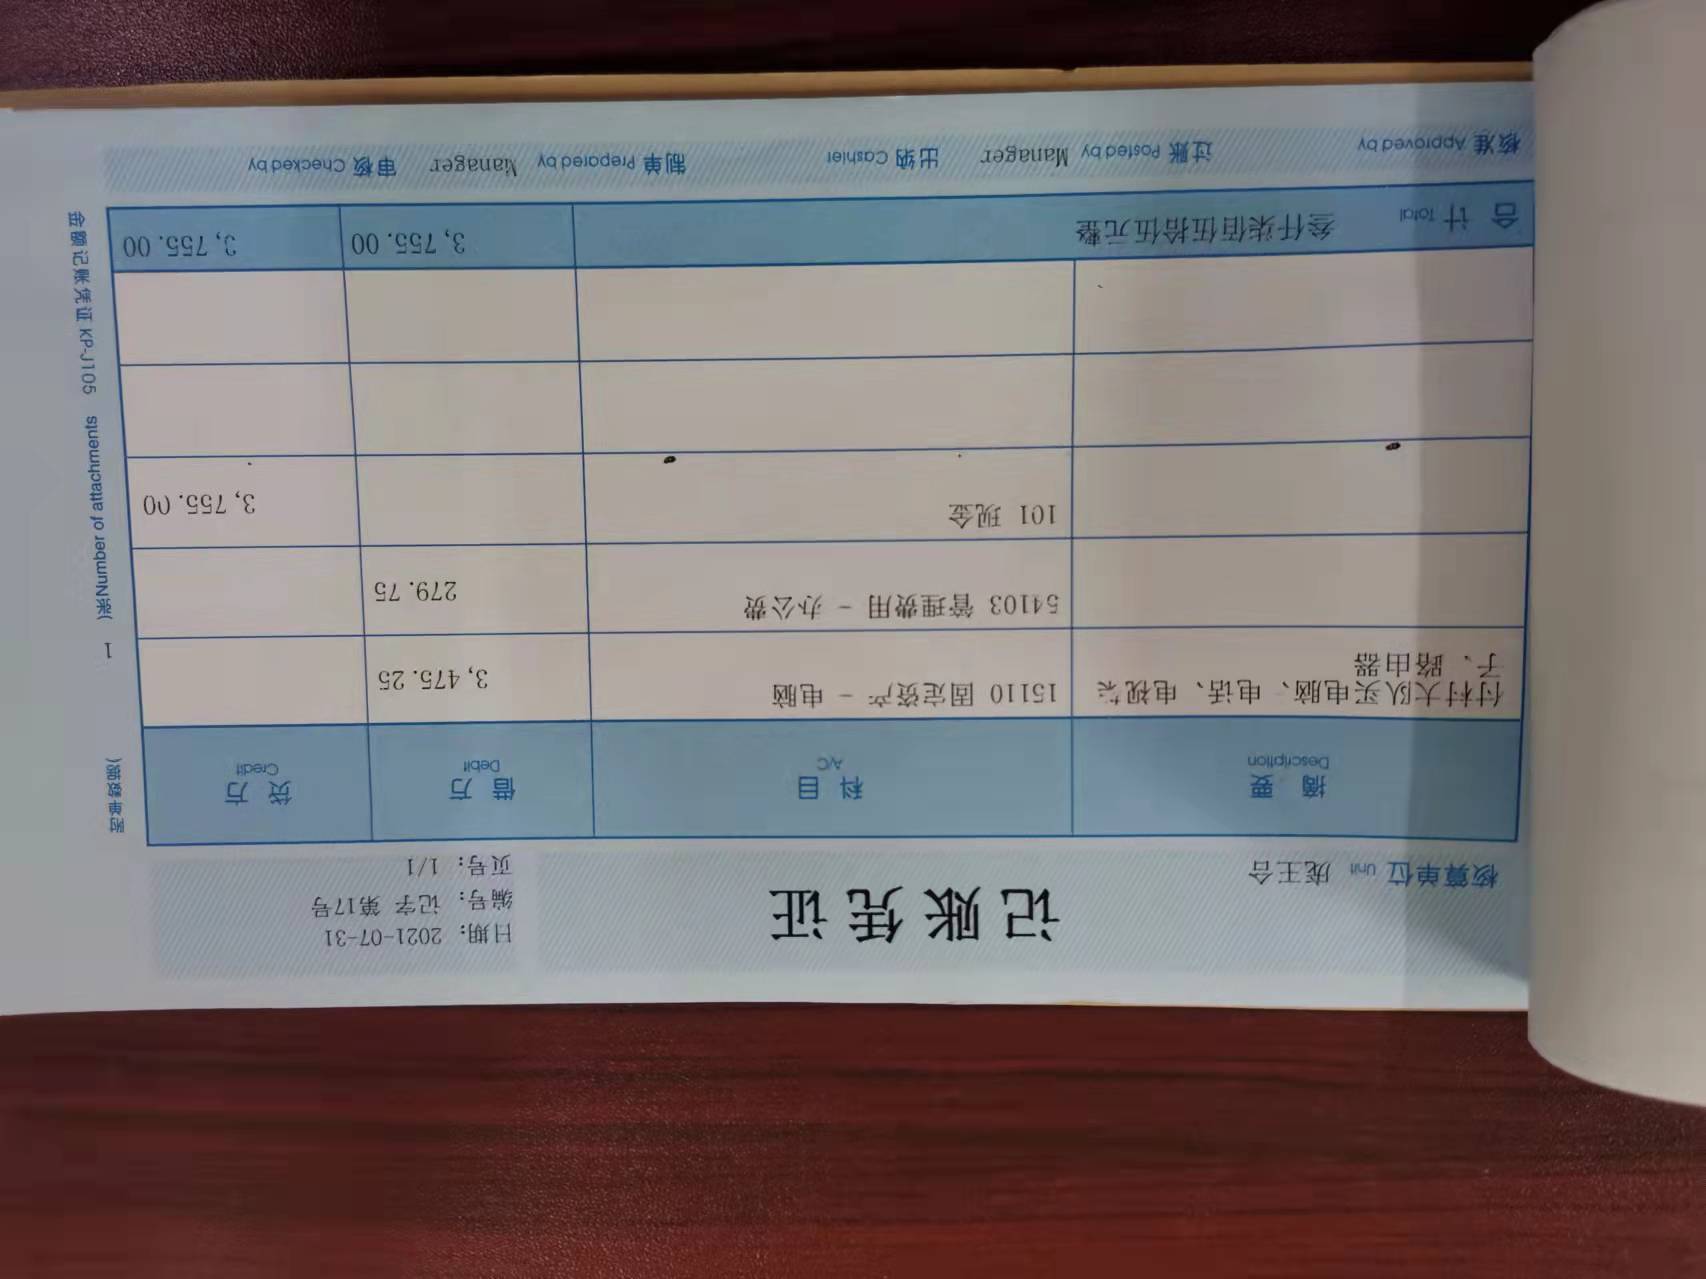 记账凭证
核算单位 Unit 庞王合
日期: 2021-07-31
编号: 记字 第17号
页号: 1/1
摘 要 科 目 借 方 贷 方
Description A/C Debit Credit
付村大队买电脑、电话、电视 15110 固定资产 - 电脑 3,475.25
子、路由器
54103 管理费用 - 办公费 279.75
101 现金 3,755.00
合 计 Total 叁仟柒佰伍拾伍元整 3,755.00 3,755.00
核准 Approved by 过账 Posted by Manager 出纳 Cashier 制单 Prepared by Manager 审核 Checked by
附单数据) 1 张)Number of attachments 金额记账凭证 KP-J105